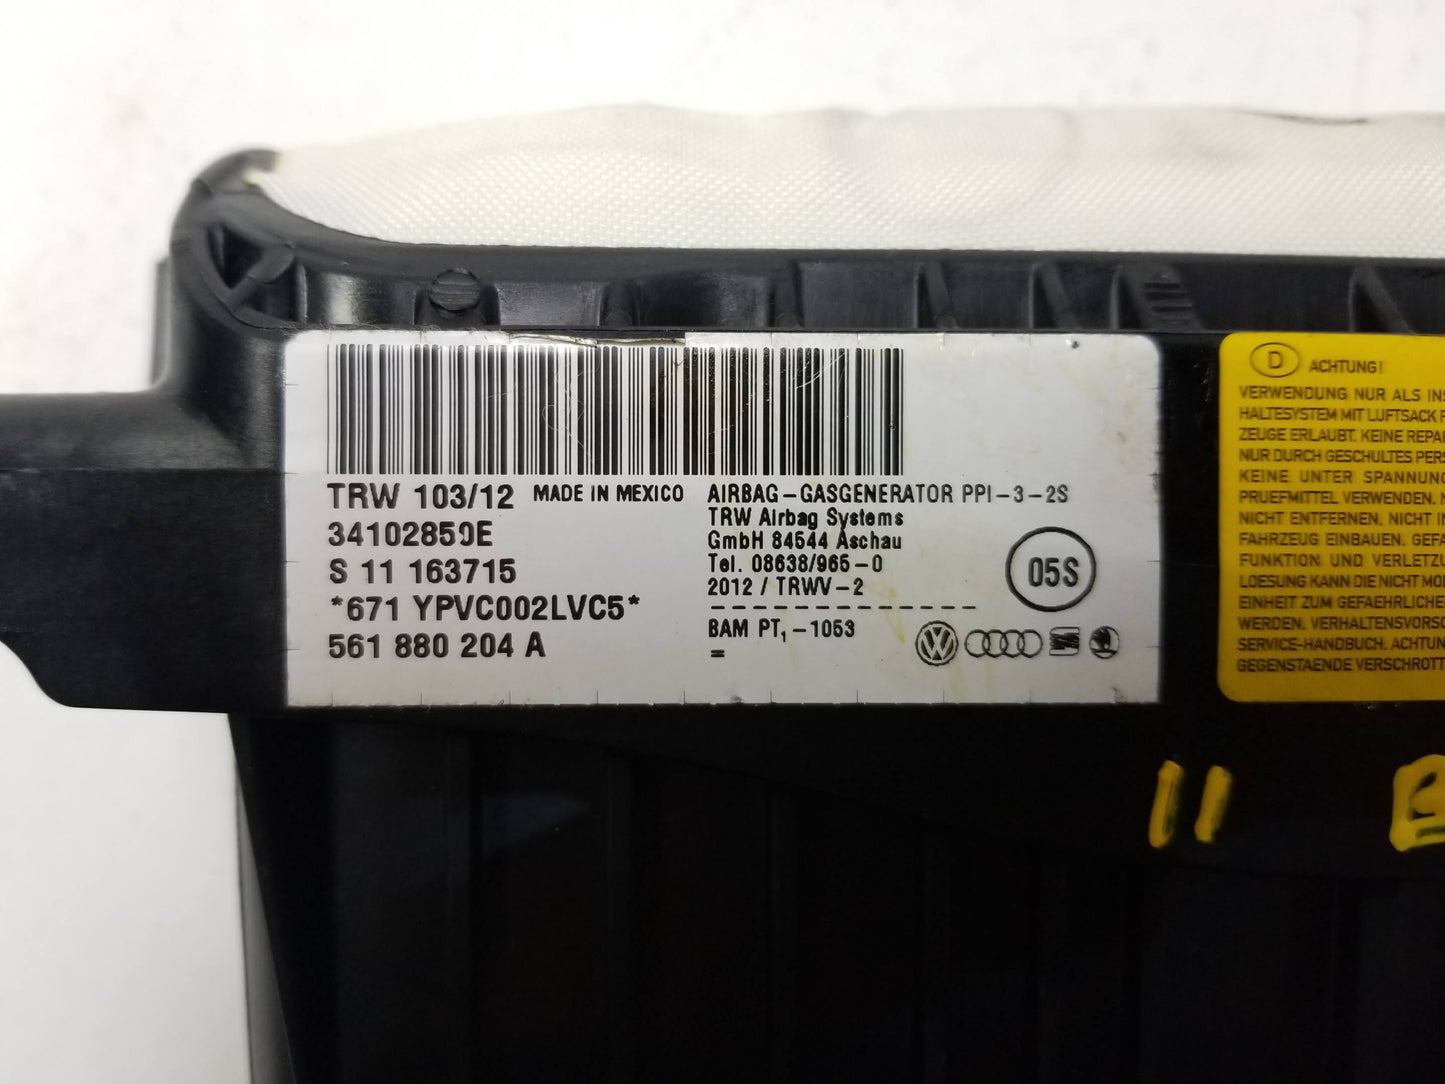 TRW 103/12 MADE IN MEXICO
34102850E
S 11 163715
*671 YPVC002LVC5*
561 880 204 A
AIRBAG-GASGENERATOR PPI-3-2S
TRW Airbag Systems
GmbH 84544 Aschau
Tel. 08638/965-0
2012 / TRWV-2
BAM PT₁-1053
=
05S
D ACHTUNG!
VERWENDUNG NUR ALS INS
HALTESYSTEM MIT LUFTSACK F
ZEUGE ERLAUBT. KEINE REPA
NUR DURCH GESCHULTES PERS
KEINE UNTER SPANNUNG
PRUEFMITTEL VERWENDEN.
NICHT ENTFERNEN. NICHT IN
FAHRZEUG EINBAUEN. GEFA
FUNKTION UND VERLETZU
LOESUNG KANN DIE NICHT MO
EINHEIT ZUM GEFAEHRLICHE
WERDEN. VERHALTENSVORSC
SERVICE-HANDBUCH. ACHTUN
GEGENSTAENDE VERSCHROTT
11